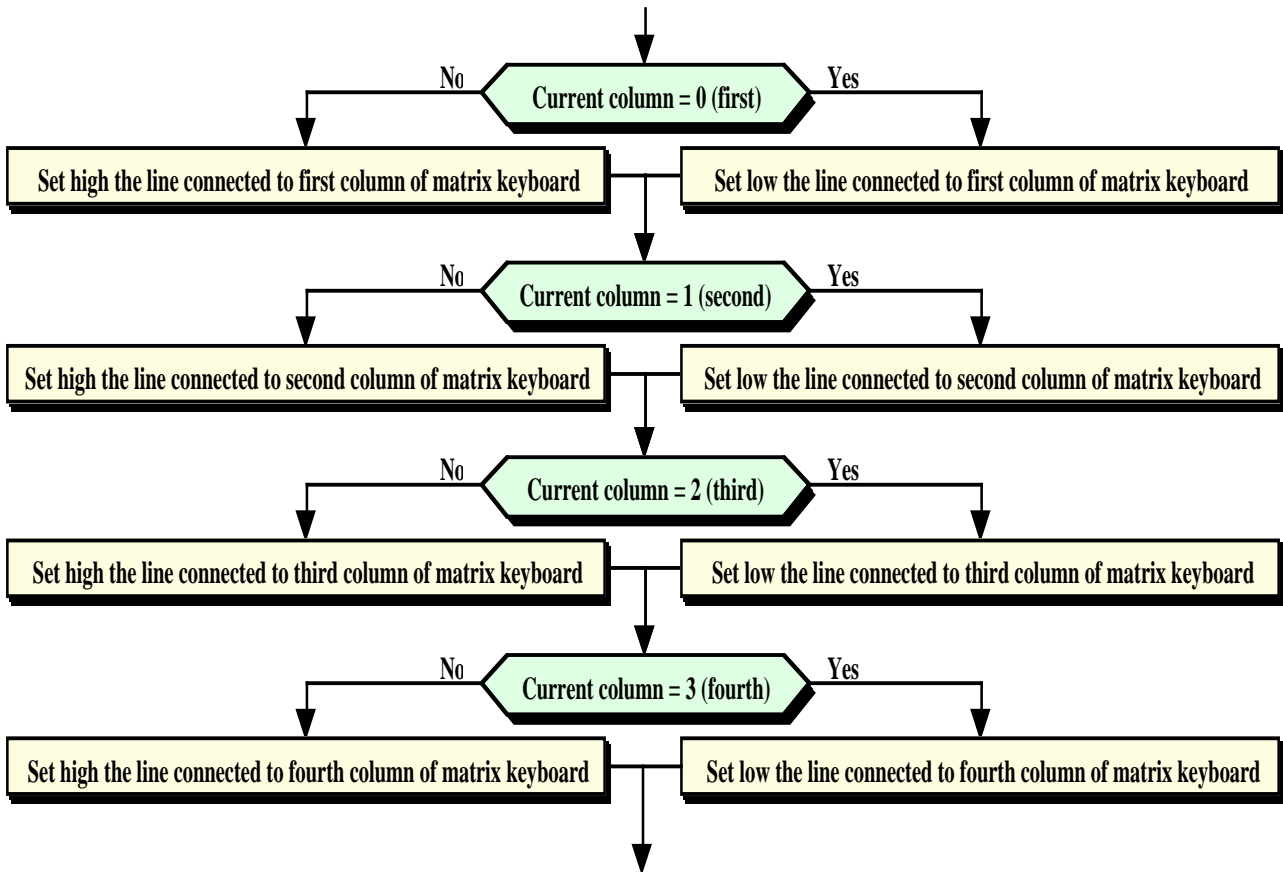 No
Yes
Current column = 0 (first)
Set high the line connected to first column of matrix keyboard
Set low the line connected to first column of matrix keyboard
No
Yes
Current column = 1 (second)
Set high the line connected to second column of matrix keyboard
Set low the line connected to second column of matrix keyboard
No
Yes
Current column = 2 (third)
Set high the line connected to third column of matrix keyboard
Set low the line connected to third column of matrix keyboard
No
Yes
Current column = 3 (fourth)
Set high the line connected to fourth column of matrix keyboard
Set low the line connected to fourth column of matrix keyboard